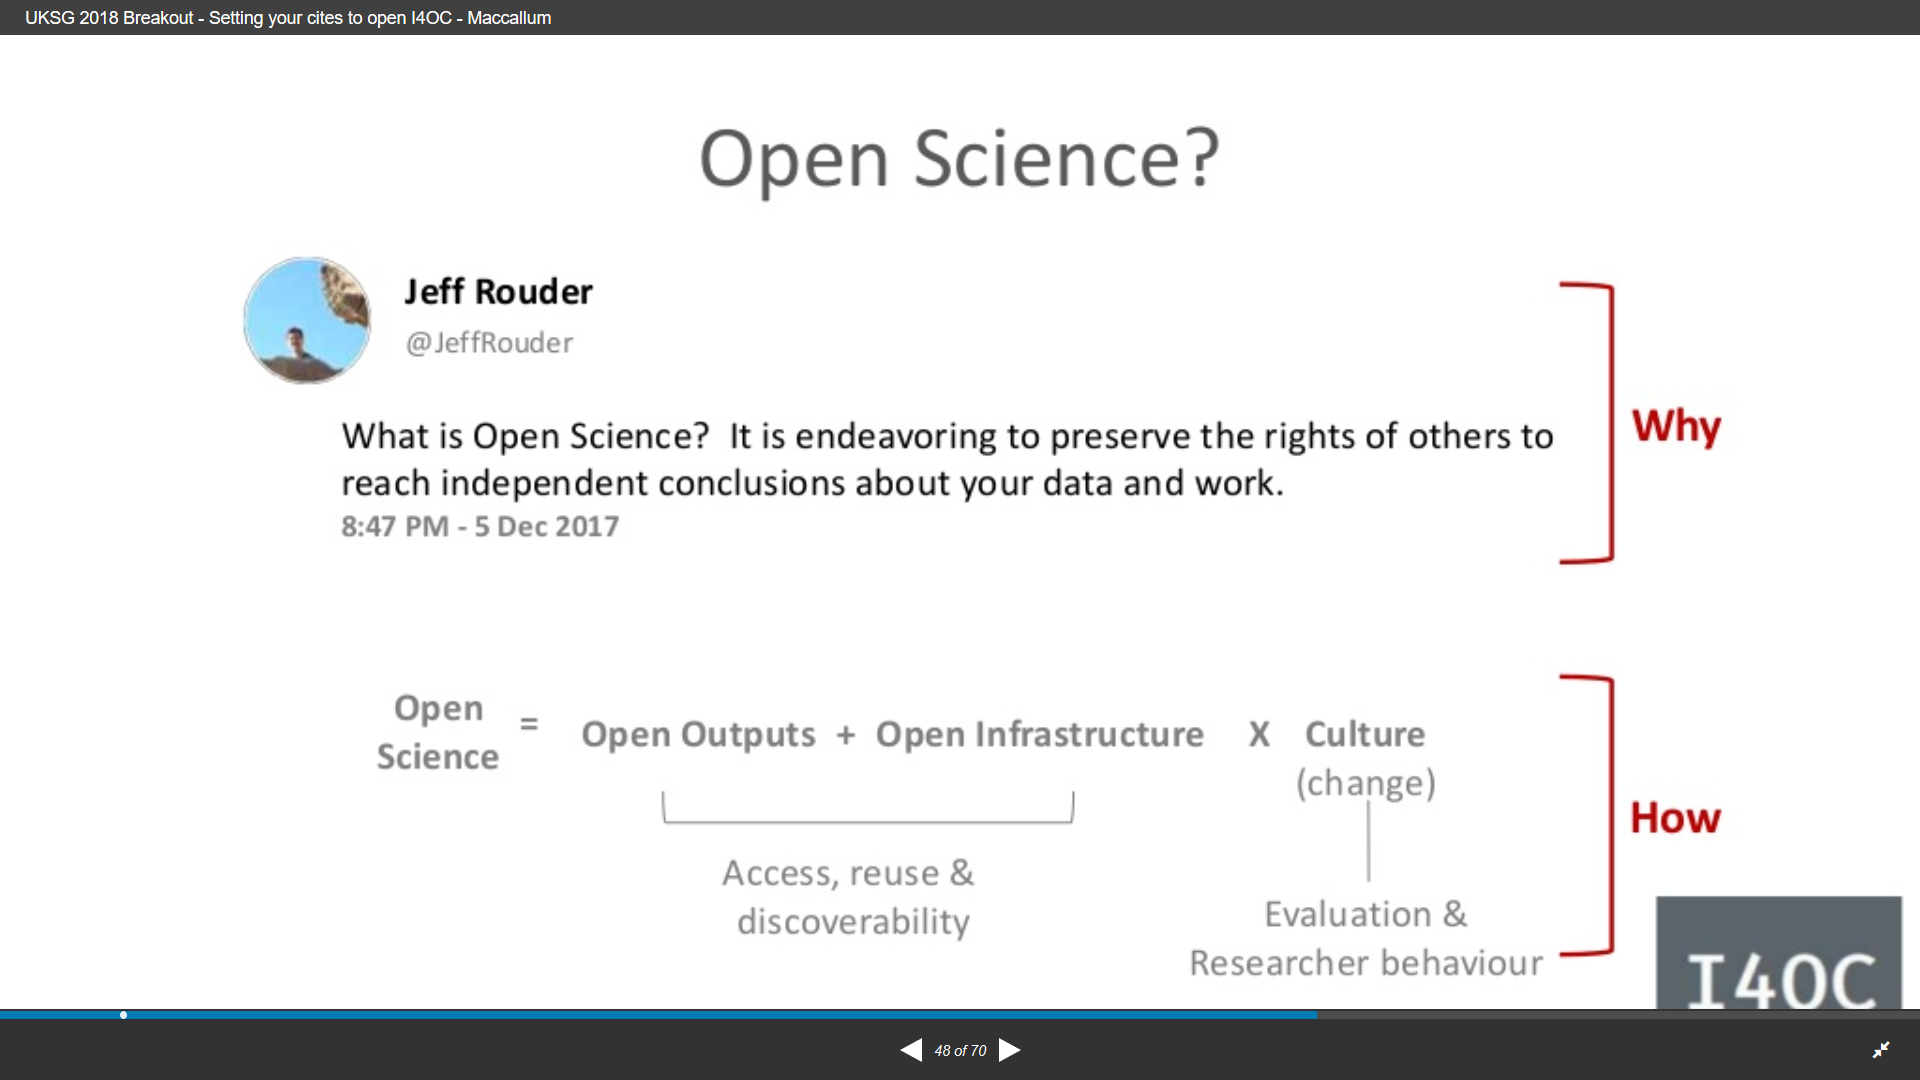 UKSG 2018 Breakout - Setting your cites to open I4OC - Maccallum
Open Science?
Jeff Rouder
@JeffRouder
What is Open Science?  It is endeavoring to preserve the rights of others to
reach independent conclusions about your data and work.
8:47 PM - 5 Dec 2017
Why
Open
Science
= Open Outputs + Open Infrastructure X Culture
(change)
Access, reuse &
discoverability
Evaluation &
Researcher behaviour
How
I4OC
48 of 70